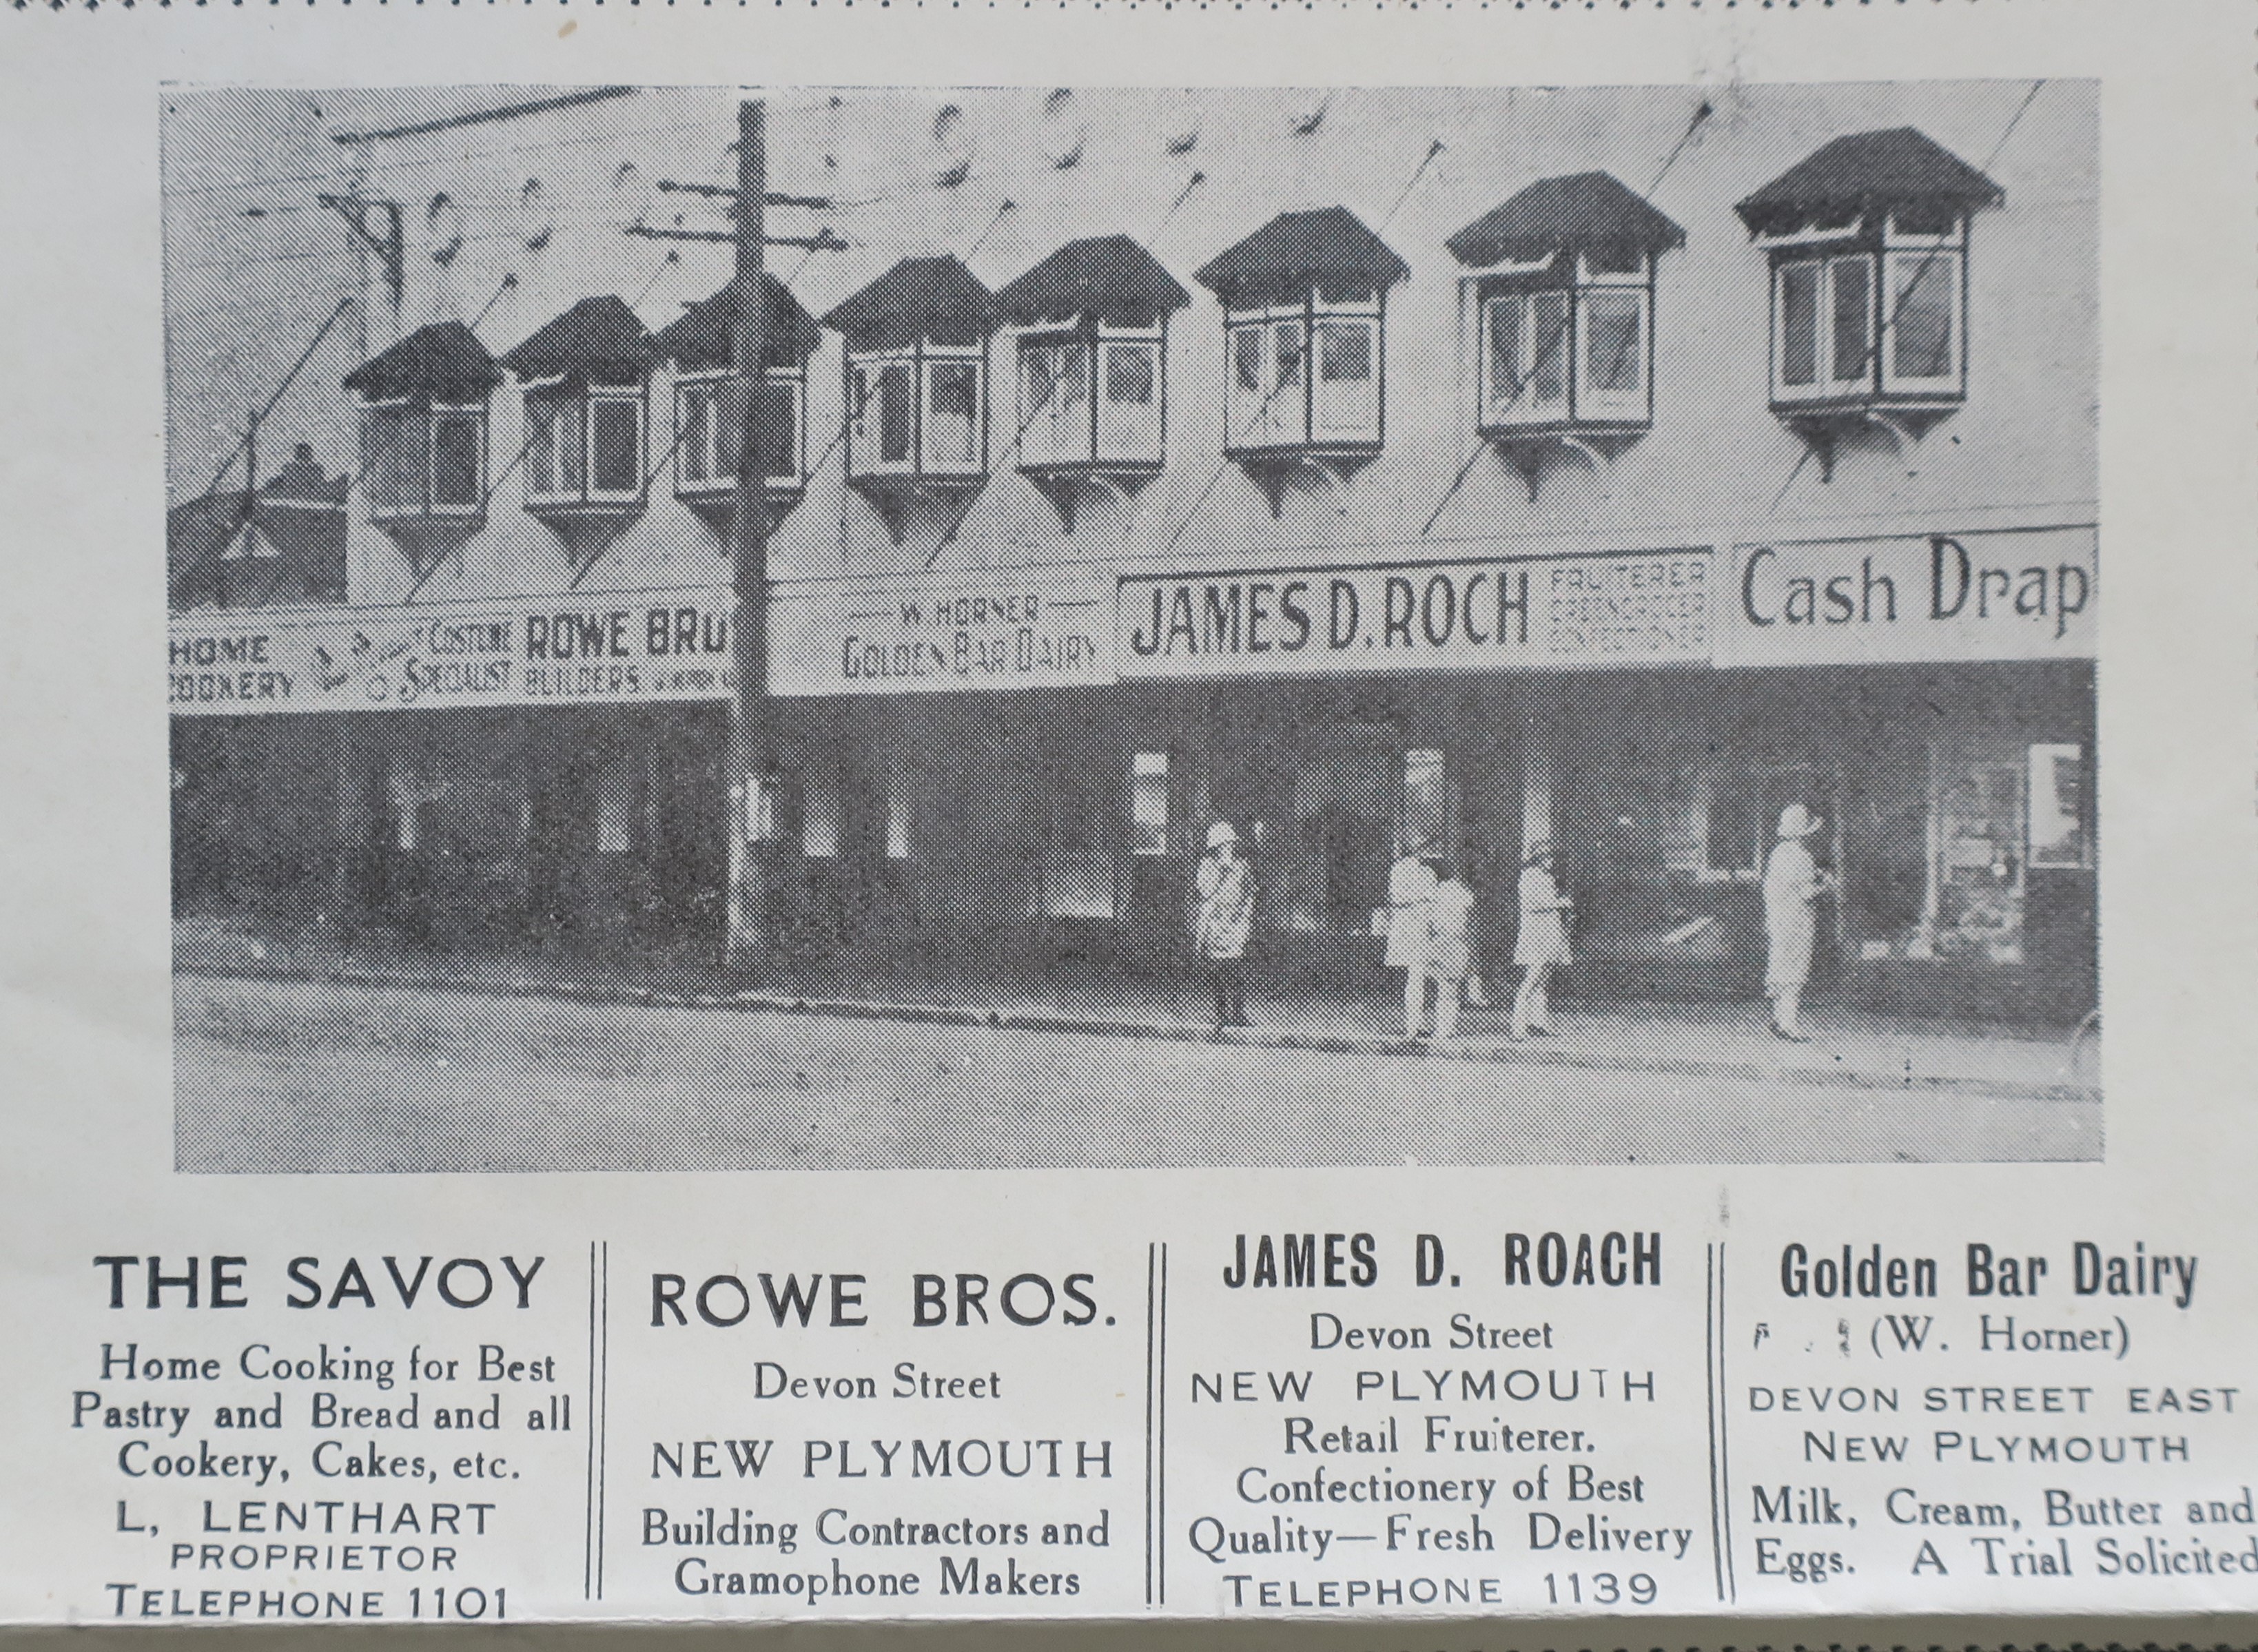 HOME
COOKERY
COSTUME
SPECIALIST
ROWE BRO
BUILDERS
W. HORNER
GOLDEN BAR DAIRY
JAMES D. ROCH
FRUITERER
GREENGROCER
CONFECTIONER
Cash Drap
THE SAVOY
Home Cooking for Best
Pastry and Bread and all
Cookery, Cakes, etc.
L, LENTHART
PROPRIETOR
TELEPHONE 1101
ROWE BROS.
Devon Street
NEW PLYMOUTH
Building Contractors and
Gramophone Makers
JAMES D. ROACH
Devon Street
NEW PLYMOUTH
Retail Fruiterer.
Confectionery of Best
Quality—Fresh Delivery
TELEPHONE 1139
Golden Bar Dairy
(W. Horner)
DEVON STREET EAST
NEW PLYMOUTH
Milk, Cream, Butter and
Eggs. A Trial Solicited